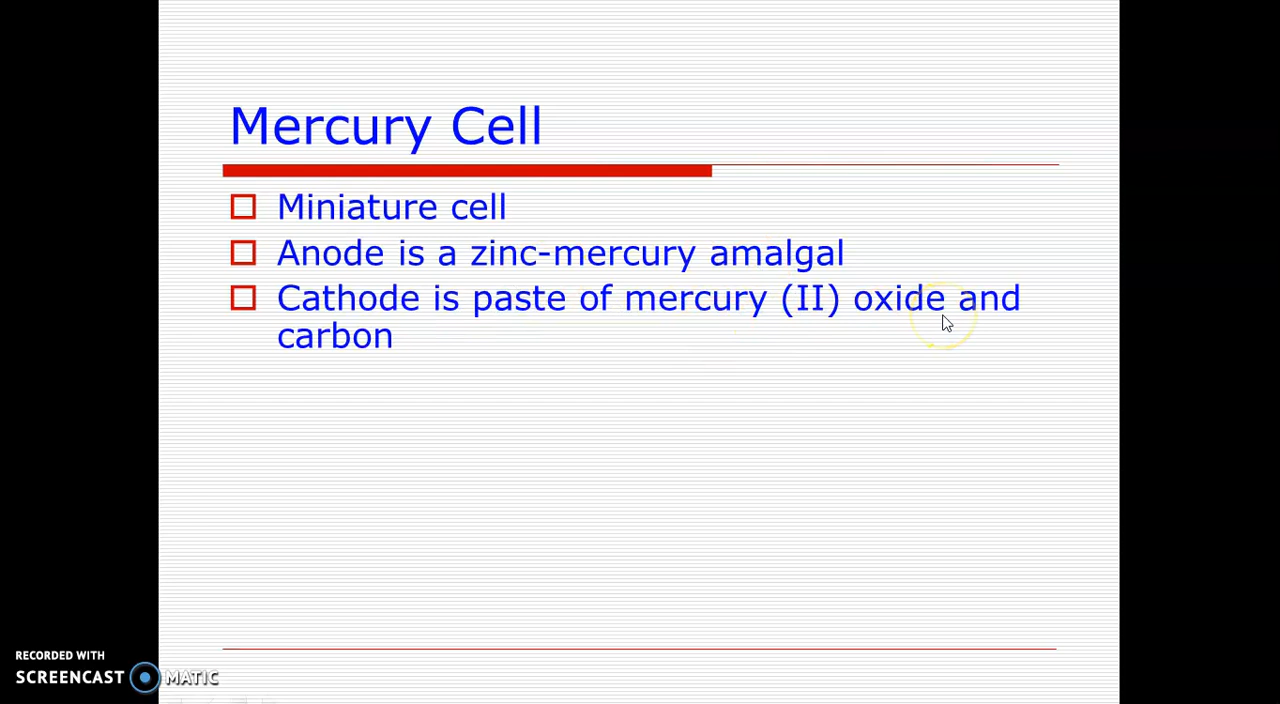 Mercury Cell
Miniature cell
Anode is a zinc-mercury amalgal
Cathode is paste of mercury (II) oxide and
carbon
RECORDED WITH
SCREENCAST MATIC